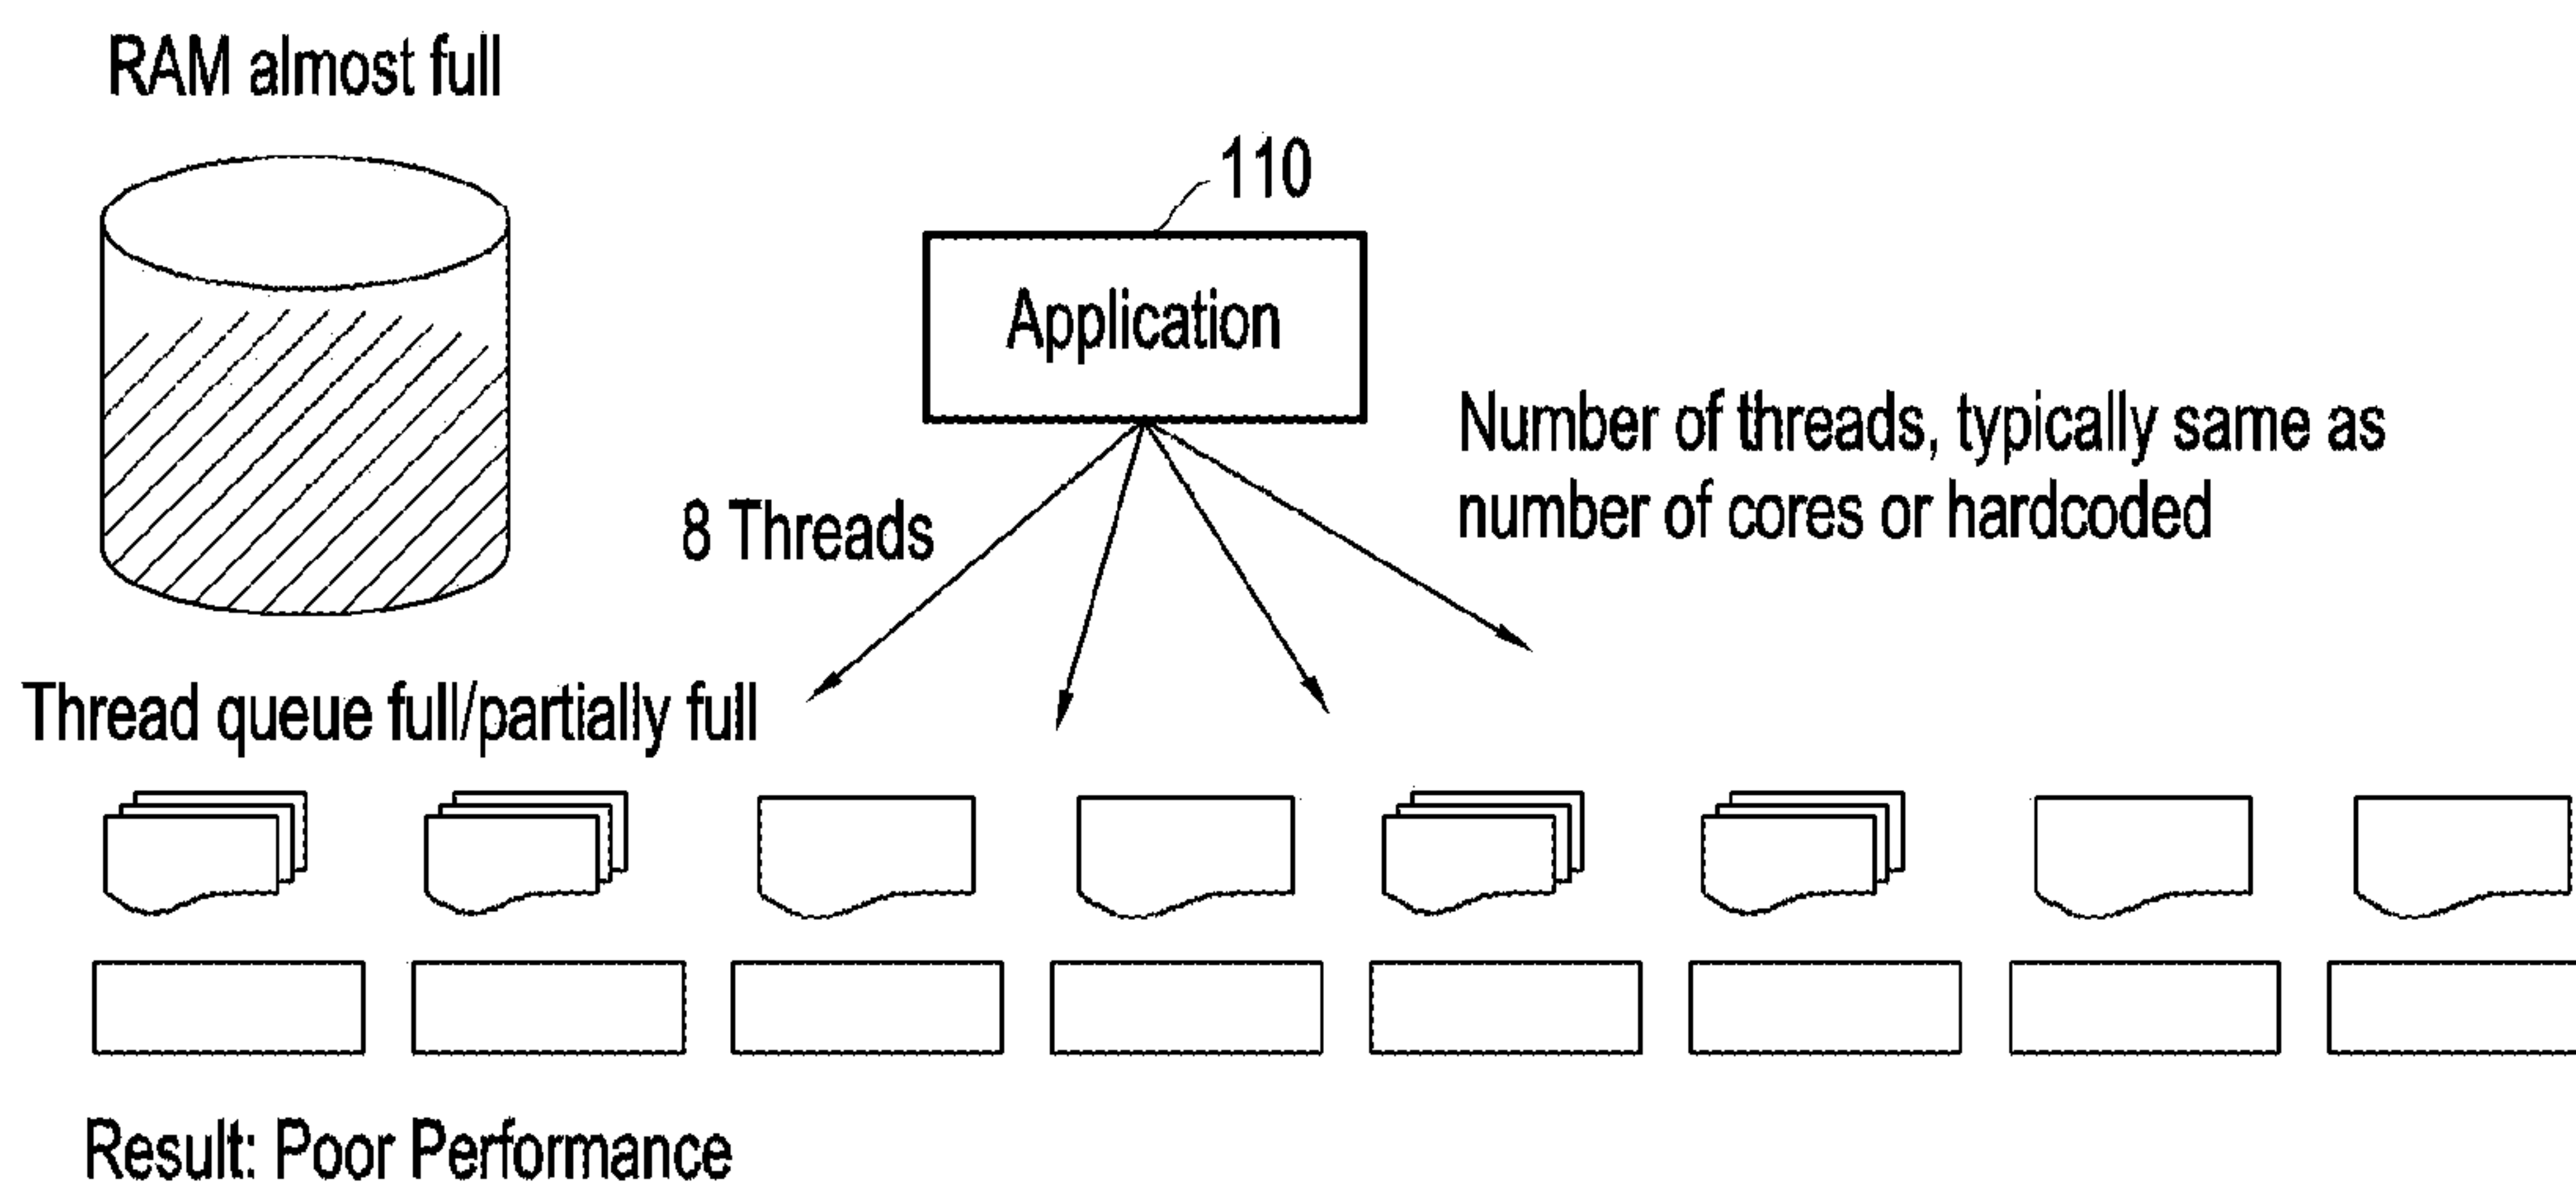 RAM almost full
110
Application
Number of threads, typically same as
number of cores or hardcoded
8 Threads
Thread queue full/partially full
Result: Poor Performance